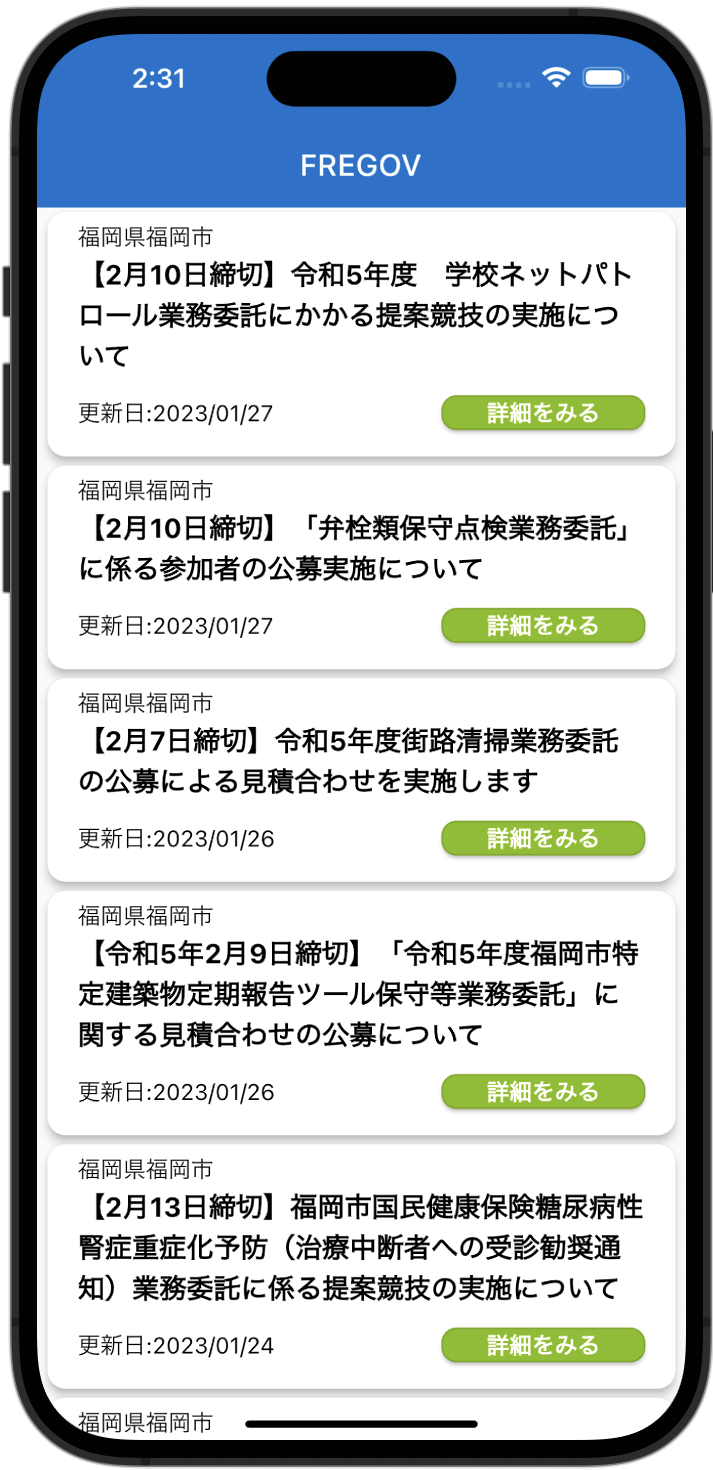 2:31
FREGOV
福岡県福岡市
【2月10日締切】令和5年度　学校ネットパト
ロール業務委託にかかる提案競技の実施につ
いて
更新日:2023/01/27
詳細をみる
福岡県福岡市
【2月10日締切】「弁栓類保守点検業務委託」
に係る参加者の公募実施について
更新日:2023/01/27
詳細をみる
福岡県福岡市
【2月7日締切】令和5年度街路清掃業務委託
の公募による見積合わせを実施します
更新日:2023/01/26
詳細をみる
福岡県福岡市
【令和5年2月9日締切】「令和5年度福岡市特
定建築物定期報告ツール保守等業務委託」に
関する見積合わせの公募について
更新日:2023/01/26
詳細をみる
福岡県福岡市
【2月13日締切】福岡市国民健康保険糖尿病性
腎症重症化予防（治療中断者への受診勧奨通
知）業務委託に係る提案競技の実施について
更新日:2023/01/24
詳細をみる
福岡県福岡市